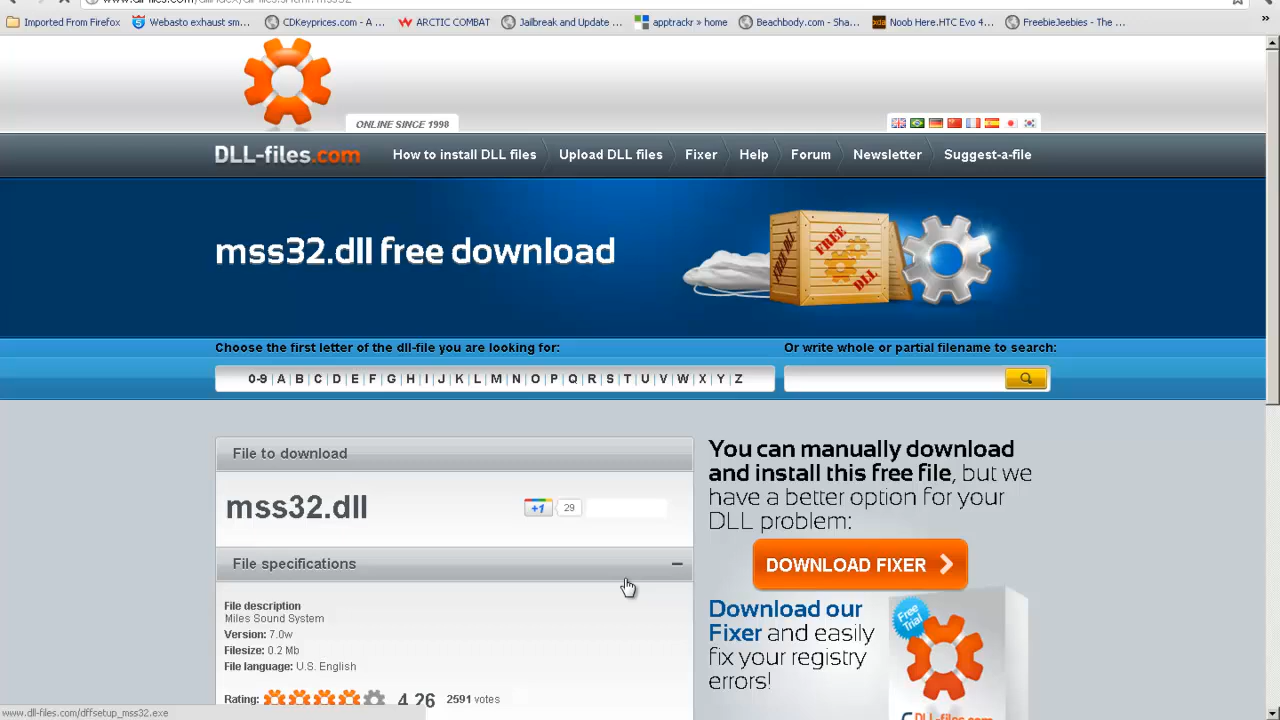 Imported From Firefox
Webasto exhaust sm...
CDKeyprices.com - A ...
ARCTIC COMBAT
Jailbreak and Update ...
apptrackr » home
Beachbody.com - Sha...
Noob Here.HTC Evo 4...
FreebieJeebies - The ...
ONLINE SINCE 1998
DLL-files.com
How to install DLL files
Upload DLL files
Fixer
Help
Forum
Newsletter
Suggest-a-file
mss32.dll free download
FREE DLL
FREE DLL
Choose the first letter of the dll-file you are looking for:
Or write whole or partial filename to search:
0-9 | A | B | C | D | E | F | G | H | I | J | K | L | M | N | O | P | Q | R | S | T | U | V | W | X | Y | Z
File to download
mss32.dll
+1
29
File specifications
File description
Miles Sound System
Version: 7.0w
Filesize: 0.2 Mb
File language: U.S. English
Rating:
4.26
2591 votes
You can manually download
and install this free file, but we
have a better option for your
DLL problem:
DOWNLOAD FIXER
Download our
Fixer and easily
fix your registry
errors!
Free
Trial
www.dll-files.com/dffsetup_mss32.exe